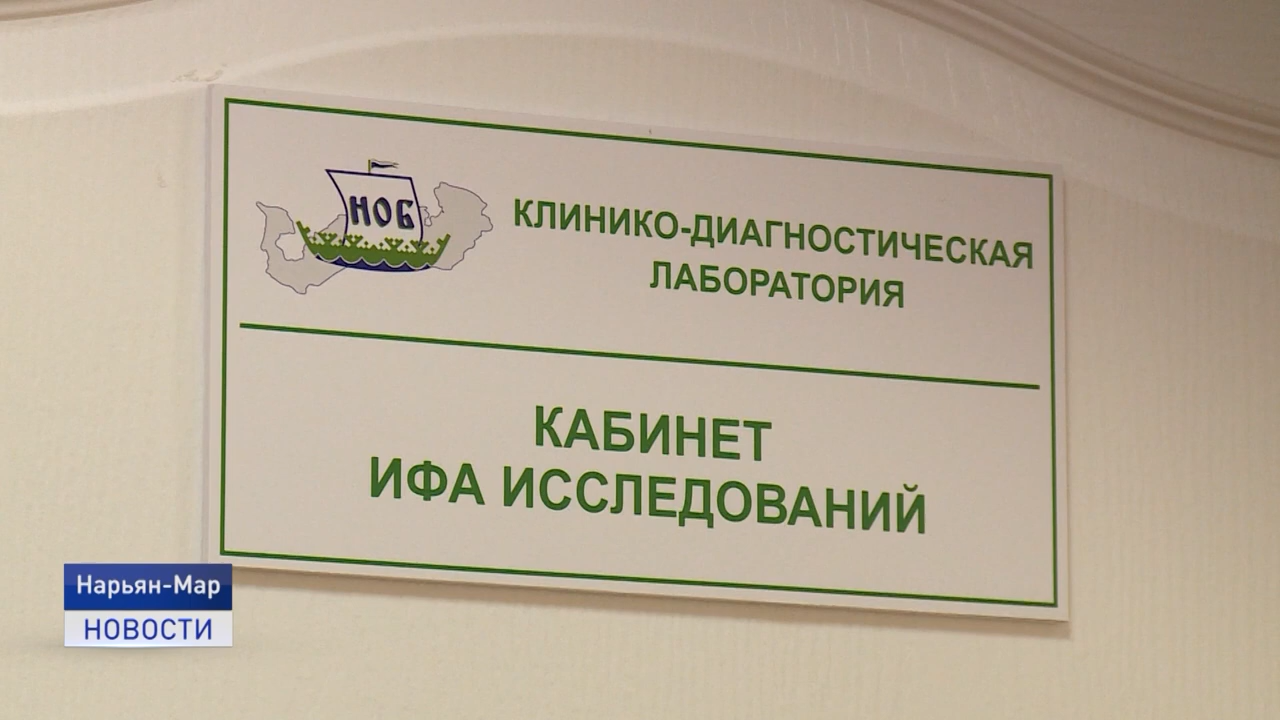 НОБ
КЛИНИКО-ДИАГНОСТИЧЕСКАЯ
ЛАБОРАТОРИЯ
КАБИНЕТ
ИФА ИССЛЕДОВАНИЙ
Нарьян-Мар
НОВОСТИ